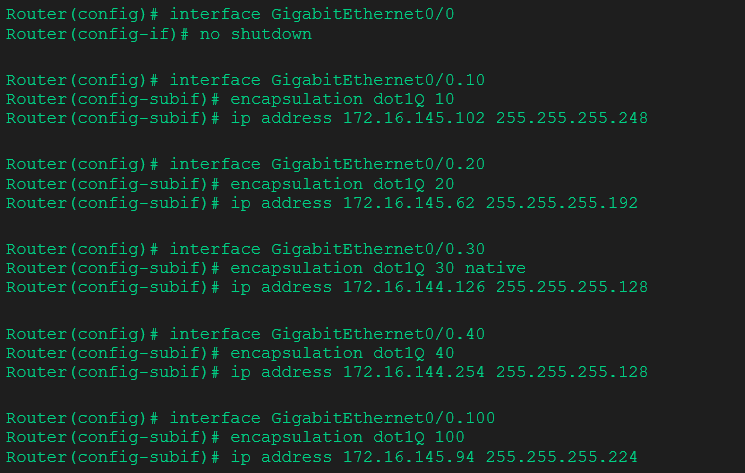 Router(config)# interface GigabitEthernet0/0
Router(config-if)# no shutdown
Router(config)# interface GigabitEthernet0/0.10
Router(config-subif)# encapsulation dot1Q 10
Router(config-subif)# ip address 172.16.145.102 255.255.255.248
Router(config)# interface GigabitEthernet0/0.20
Router(config-subif)# encapsulation dot1Q 20
Router(config-subif)# ip address 172.16.145.62 255.255.255.192
Router(config)# interface GigabitEthernet0/0.30
Router(config-subif)# encapsulation dot1Q 30 native
Router(config-subif)# ip address 172.16.144.126 255.255.255.128
Router(config)# interface GigabitEthernet0/0.40
Router(config-subif)# encapsulation dot1Q 40
Router(config-subif)# ip address 172.16.144.254 255.255.255.128
Router(config)# interface GigabitEthernet0/0.100
Router(config-subif)# encapsulation dot1Q 100
Router(config-subif)# ip address 172.16.145.94 255.255.255.224